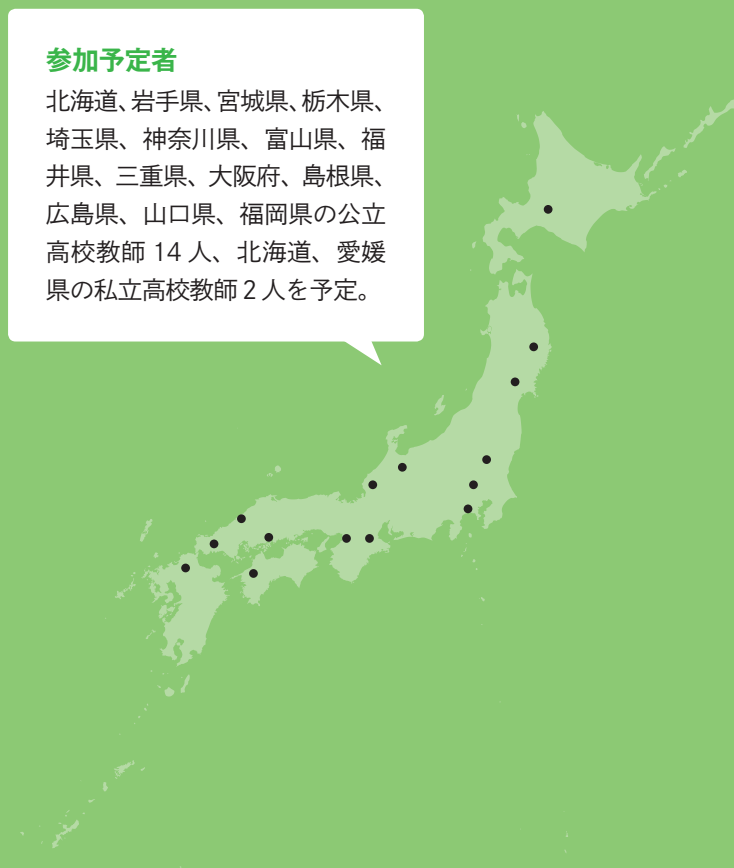 参加予定者
北海道、岩手県、宮城県、栃木県、
埼玉県、神奈川県、富山県、福
井県、三重県、大阪府、島根県、
広島県、山口県、福岡県の公立
高校教師 14 人、北海道、愛媛
県の私立高校教師 2 人を予定。